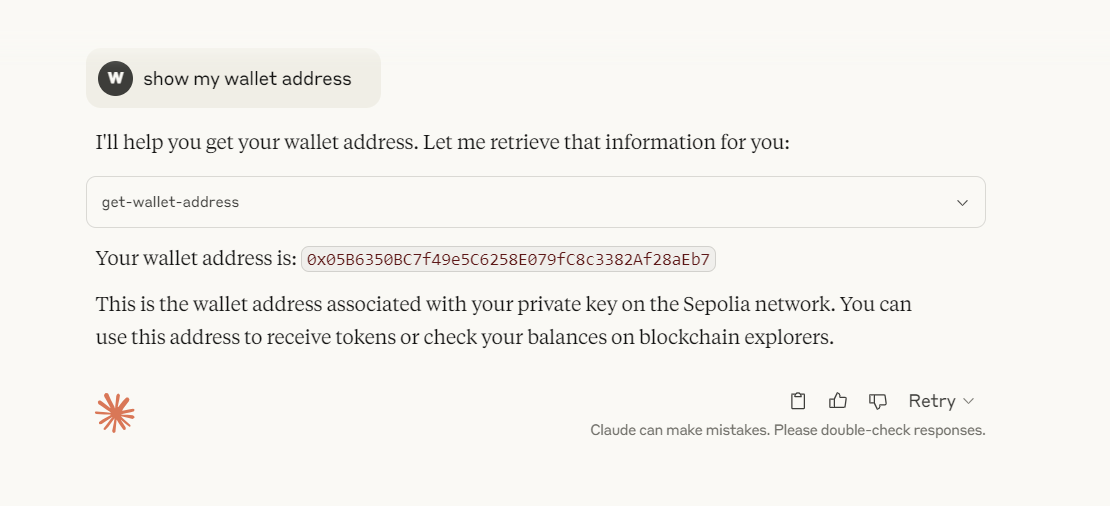 W show my wallet address
I'll help you get your wallet address. Let me retrieve that information for you:
get-wallet-address
Your wallet address is: 0x05B6350BC7f49e5C6258E079fC8c3382Af28aEb7
This is the wallet address associated with your private key on the Sepolia network. You can
use this address to receive tokens or check your balances on blockchain explorers.
Retry
Claude can make mistakes. Please double-check responses.